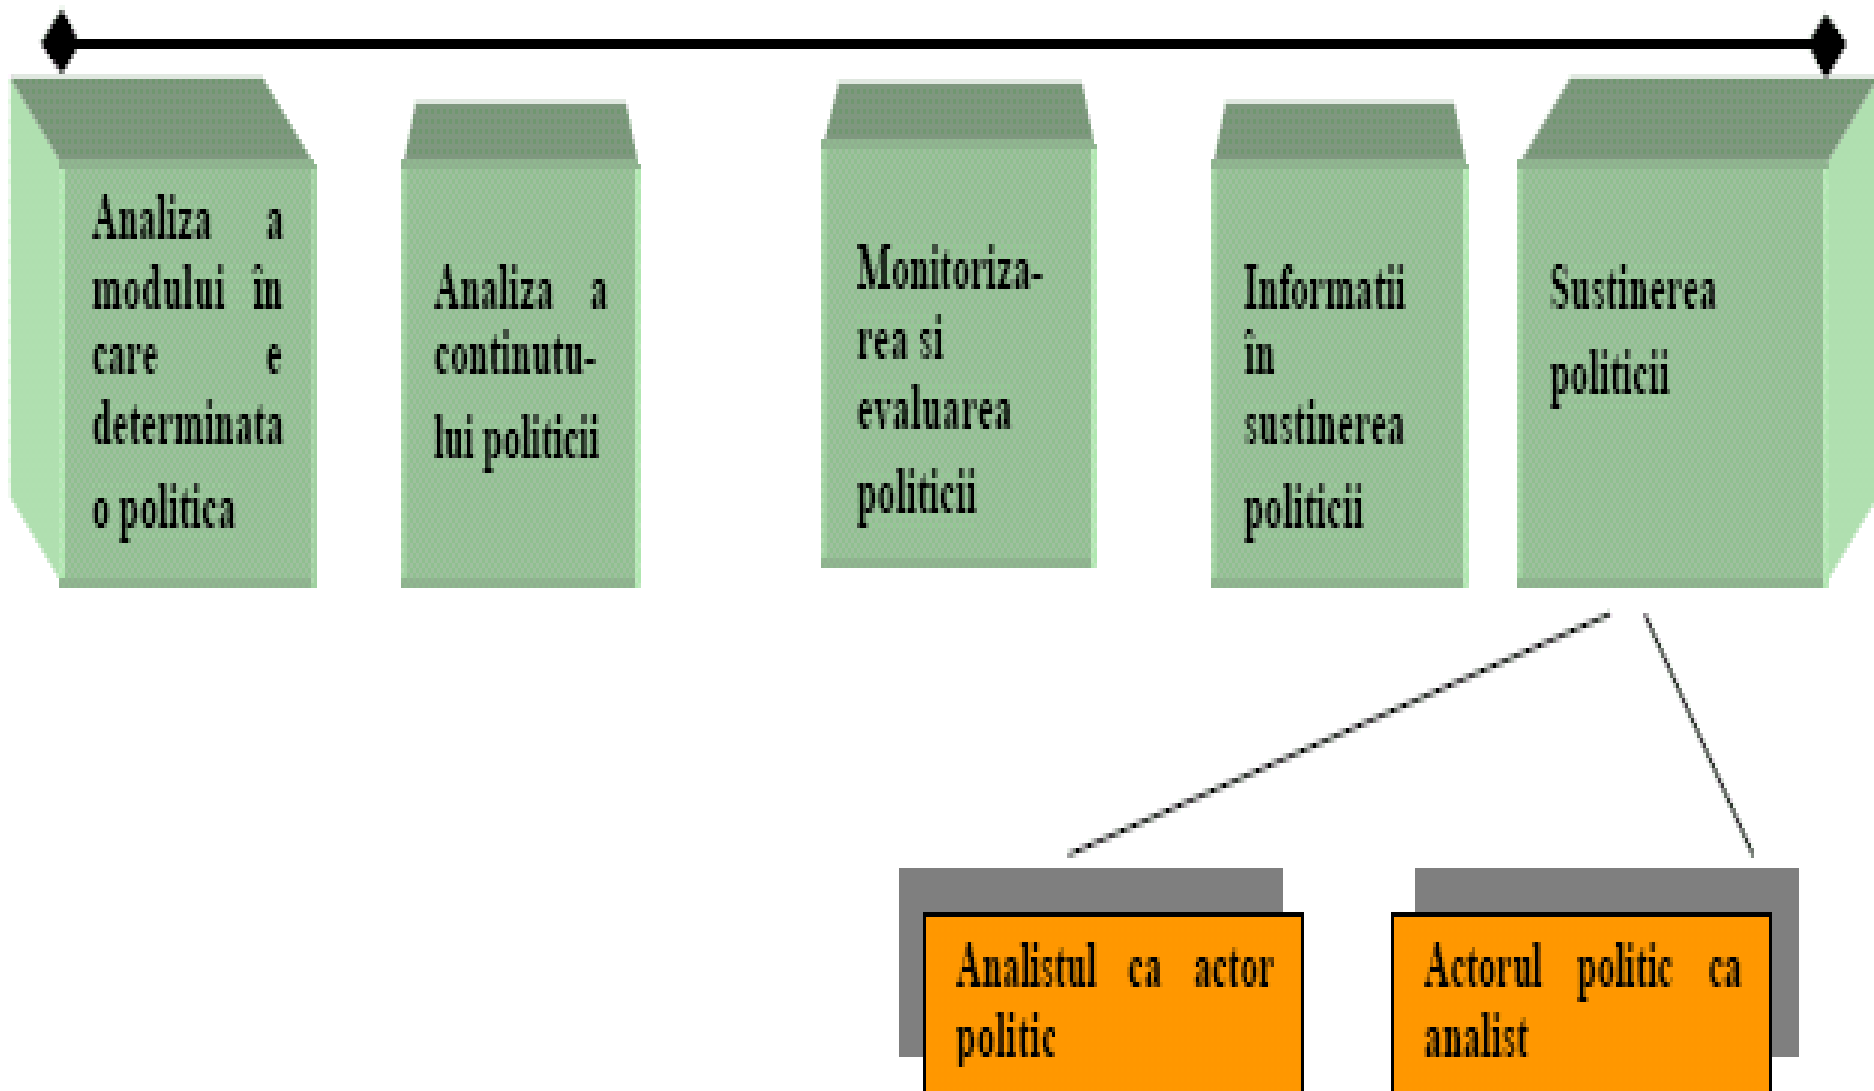 Analiza a
modului în
care e
determinata
o politica
Analiza a
continutu-
lui politicii
Monitoriza-
rea si
evaluarea
politicii
Informatii
în
sustinerea
politicii
Sustinerea
politicii
Analistul ca actor
politic
Actorul politic ca
analist